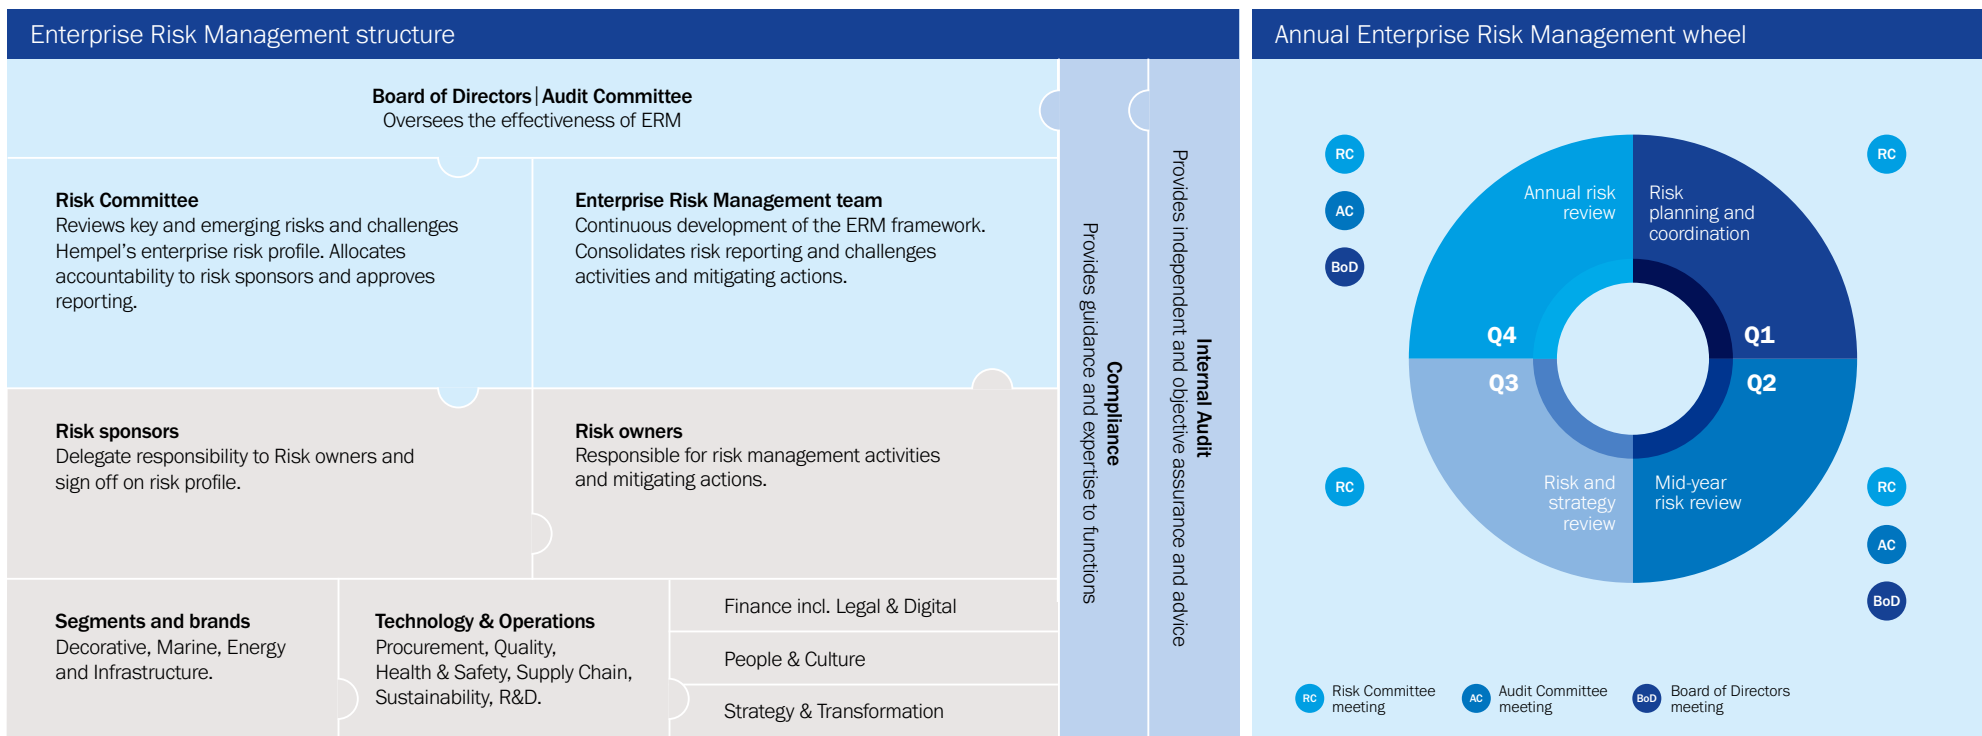 Enterprise Risk Management structure
Board of Directors|Audit Committee
Oversees the effectiveness of ERM
Risk Committee
Reviews key and emerging risks and challenges
Hempel's enterprise risk profile. Allocates
accountability to risk sponsors and approves
reporting.
Enterprise Risk Management team
Continuous development of the ERM framework.
Consolidates risk reporting and challenges
activities and mitigating actions.
Risk sponsors
Delegate responsibility to Risk owners and
sign off on risk profile.
Risk owners
Responsible for risk management activities
and mitigating actions.
Segments and brands
Decorative, Marine, Energy
and Infrastructure.
Technology & Operations
Procurement, Quality,
Health & Safety, Supply Chain,
Sustainability, R&D.
Finance incl. Legal & Digital
People & Culture
Strategy & Transformation
Compliance
Provides guidance and expertise to functions
Internal Audit
Provides independent and objective assurance and advice
Annual Enterprise Risk Management wheel
RC
AC
BoD
Annual risk
review
Q4
Risk
planning and
coordination
Q1
RC
RC
Q3
Risk and
strategy
review
Q2
Mid-year
risk review
RC
AC
BoD
RC
Risk Committee
meeting
AC
Audit Committee
meeting
BoD
Board of Directors
meeting